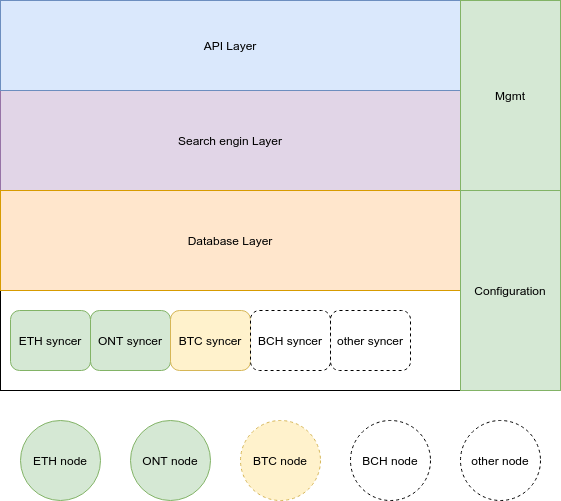 API Layer
Mgmt
Search engin Layer
Database Layer
Configuration
ETH syncer
ONT syncer
BTC syncer
BCH syncer
other syncer
ETH node
ONT node
BTC node
BCH node
other node